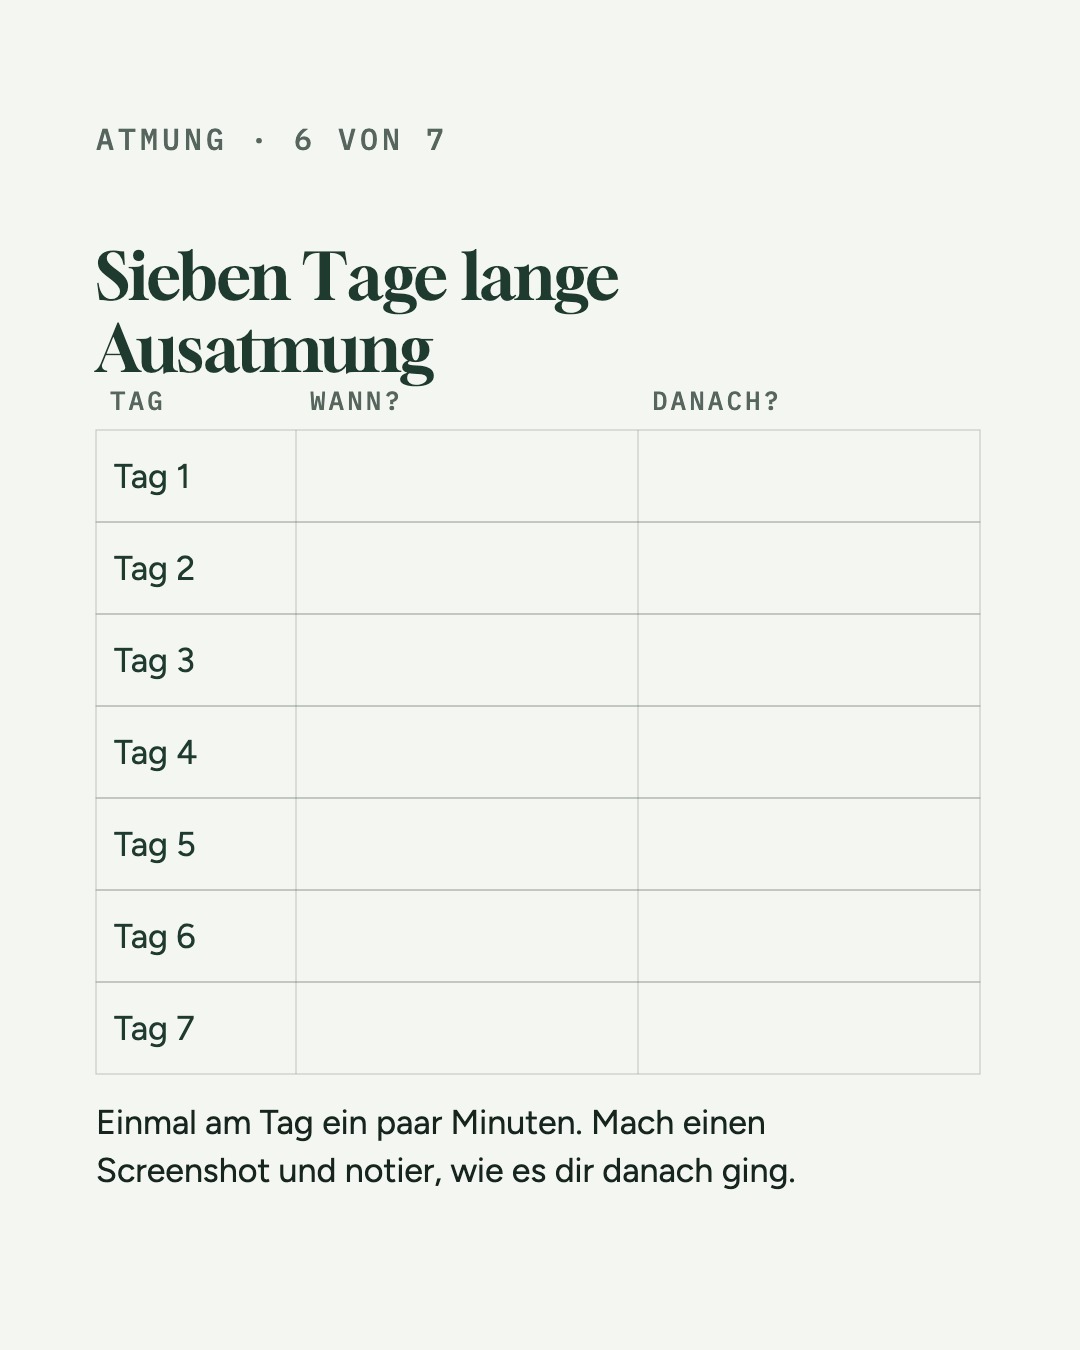 ATMUNG · 6 VON 7
Sieben Tage lange
Ausatmung
TAG WANN? DANACH?
Tag 1
Tag 2
Tag 3
Tag 4
Tag 5
Tag 6
Tag 7
Einmal am Tag ein paar Minuten. Mach einen
Screenshot und notier, wie es dir danach ging.